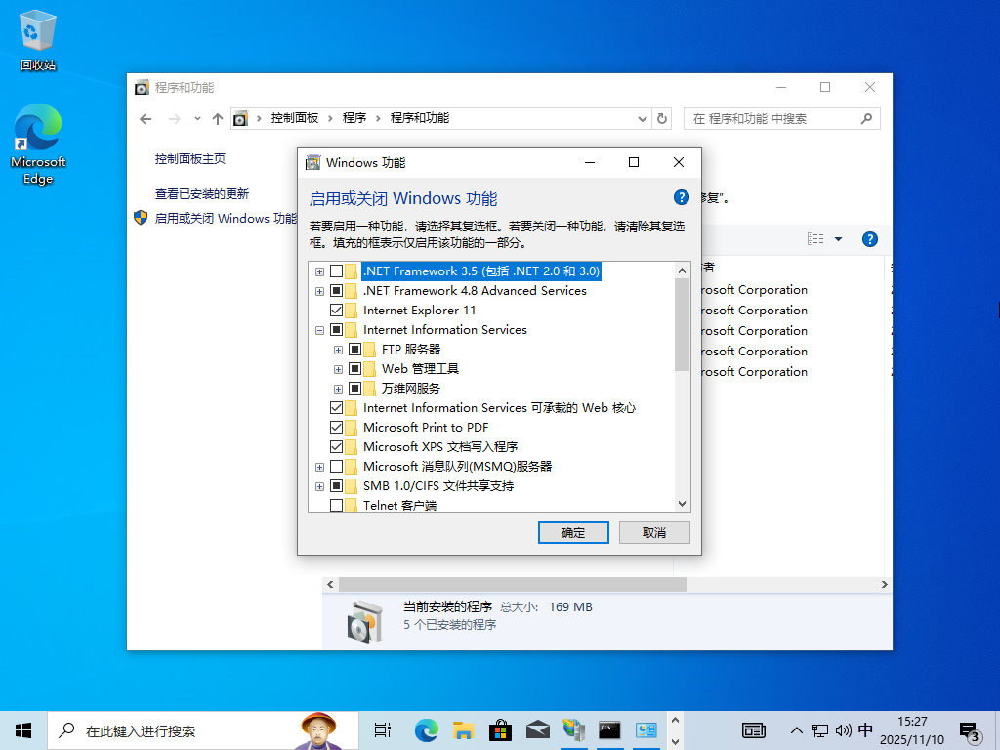 回收站
Microsoft
Edge
程序和功能
控制面板 程序 程序和功能
在 程序和功能 中搜索
控制面板主页
查看已安装的更新
启用或关闭 Windows 功能
修复”。
者
rosoft Corporation
rosoft Corporation
rosoft Corporation
rosoft Corporation
rosoft Corporation
Windows 功能
启用或关闭 Windows 功能
若要启用一种功能，请选择其复选框。若要关闭一种功能，请清除其复选
框。填充的框表示仅启用该功能的一部分。
.NET Framework 3.5 (包括 .NET 2.0 和 3.0)
.NET Framework 4.8 Advanced Services
Internet Explorer 11
Internet Information Services
FTP 服务器
Web 管理工具
万维网服务
Internet Information Services 可承载的 Web 核心
Microsoft Print to PDF
Microsoft XPS 文档写入程序
Microsoft 消息队列(MSMQ)服务器
SMB 1.0/CIFS 文件共享支持
Telnet 客户端
确定 取消
当前安装的程序 总大小: 169 MB
5 个已安装的程序
在此键入进行搜索
中
15:27
2025/11/10
3